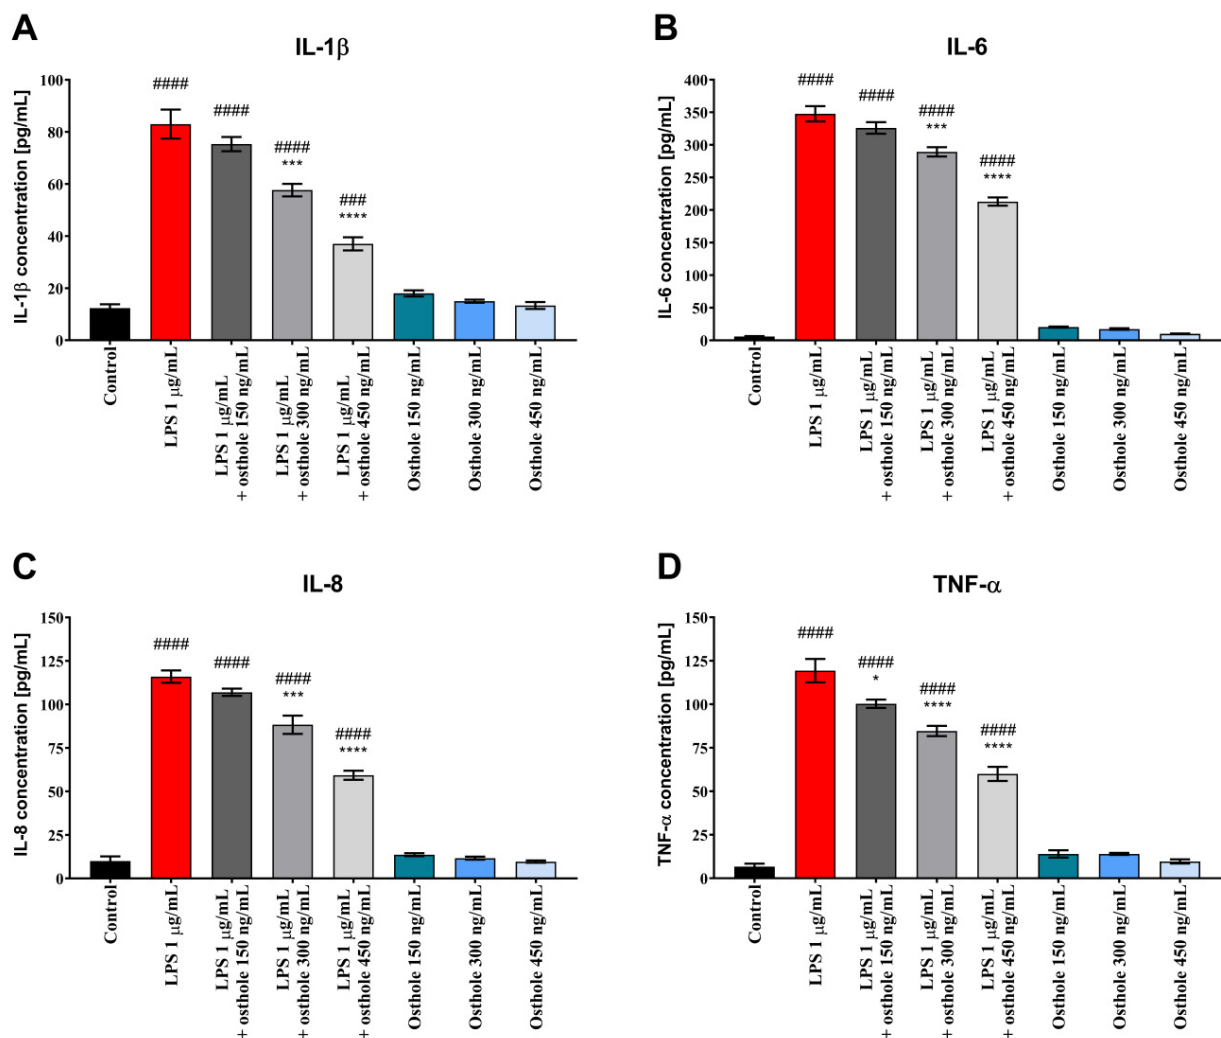 A
IL-1β
IL-1β concentration [pg/mL]
100
80
60
40
20
0
####
####
####
***
###
****
Control
LPS 1 μg/mL
LPS 1 μg/mL
+ osthole 150 ng/mL
LPS 1 μg/mL
+ osthole 300 ng/mL
LPS 1 μg/mL
+ osthole 450 ng/mL
Osthole 150 ng/mL
Osthole 300 ng/mL
Osthole 450 ng/mL
B
IL-6
IL-6 concentration [pg/mL]
400
350
300
250
200
150
100
50
0
####
####
####
***
####
****
Control
LPS 1 μg/mL
LPS 1 μg/mL
+ osthole 150 ng/mL
LPS 1 μg/mL
+ osthole 300 ng/mL
LPS 1 μg/mL
+ osthole 450 ng/mL
Osthole 150 ng/mL
Osthole 300 ng/mL
Osthole 450 ng/mL
C
IL-8
IL-8 concentration [pg/mL]
150
125
100
75
50
25
0
####
####
####
***
####
****
Control
LPS 1 μg/mL
LPS 1 μg/mL
+ osthole 150 ng/mL
LPS 1 μg/mL
+ osthole 300 ng/mL
LPS 1 μg/mL
+ osthole 450 ng/mL
Osthole 150 ng/mL
Osthole 300 ng/mL
Osthole 450 ng/mL
D
TNF-α
TNF-α concentration [pg/mL]
150
125
100
75
50
25
0
####
####
*
####
****
####
****
Control
LPS 1 μg/mL
LPS 1 μg/mL
+ osthole 150 ng/mL
LPS 1 μg/mL
+ osthole 300 ng/mL
LPS 1 μg/mL
+ osthole 450 ng/mL
Osthole 150 ng/mL
Osthole 300 ng/mL
Osthole 450 ng/mL